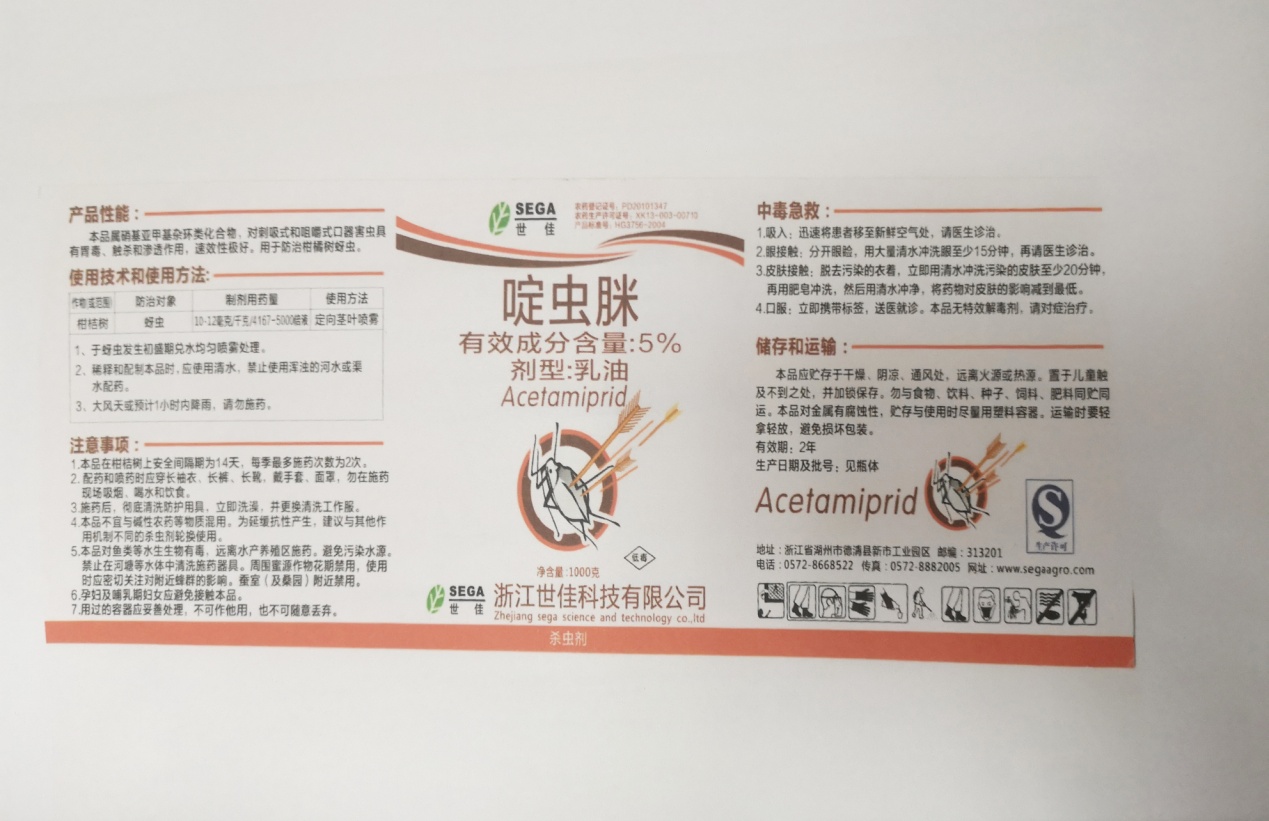 产品性能：
本品属硝基亚甲基杂环类化合物，对刺吸式和咀嚼式口器害虫具
有胃毒、触杀和渗透作用，速效性极好。用于防治柑橘树蚜虫。
使用技术和使用方法：
作物(或范围) 防治对象 制剂用药量 使用方法
柑桔树 蚜虫 10-12毫克/千克/4167-5000倍液 定向茎叶喷雾
1、于蚜虫发生初盛期兑水均匀喷雾处理。
2、稀释和配制本品时，应使用清水，禁止使用浑浊的河水或渠
水配药。
3、大风天或预计1小时内降雨，请勿施药。
注意事项：
1.本品在柑桔树上安全间隔期为14天，每季最多施药次数为2次。
2.配药和喷药时应穿长袖衣、长裤、长靴，戴手套、面罩，勿在施药
现场吸烟、喝水和饮食。
3.施药后，彻底清洗防护用具，立即洗澡，并更换清洗工作服。
4.本品不宜与碱性农药等物质混用。为延缓抗性产生，建议与其他作
用机制不同的杀虫剂轮换使用。
5.本品对鱼类等水生生物有毒，远离水产养殖区施药。避免污染水源。
禁止在河塘等水体中清洗施药器具。周围蜜源作物花期禁用，使用
时应密切关注对附近蜂群的影响。蚕室（及桑园）附近禁用。
6.孕妇及哺乳期妇女应避免接触本品。
7.用过的容器应妥善处理，不可作他用，也不可随意丢弃。
SEGA
世 佳
农药登记证号：PD20101347
农药生产许可证号：XK13-003-00713
产品标准号：HG3756-2004
啶虫脒
有效成分含量:5%
剂型:乳油
Acetamiprid
低毒
净含量:1000克
SEGA
世 佳
浙江世佳科技有限公司
Zhejiang sega science and technology co.,ltd
杀虫剂
中毒急救：
1.吸入：迅速将患者移至新鲜空气处，请医生诊治。
2.眼接触：分开眼睑，用大量清水冲洗眼至少15分钟，再请医生诊治。
3.皮肤接触：脱去污染的衣着，立即用清水冲洗污染的皮肤至少20分钟，
再用肥皂冲洗，然后用清水冲净，将药物对皮肤的影响减到最低。
4.口服：立即携带标签，送医就诊。本品无特效解毒剂，请对症治疗。
储存和运输：
本品应贮存于干燥、阴凉、通风处，远离火源或热源。置于儿童触
及不到之处，并加锁保存。勿与食物、饮料、种子、饲料、肥料同贮同
运。本品对金属有腐蚀性，贮存与使用时尽量用塑料容器。运输时要轻
拿轻放，避免损坏包装。
有效期：2年
生产日期及批号：见瓶体
Acetamiprid
生产许可
地址：浙江省湖州市德清县新市工业园区 邮编：313201
电话：0572-8668522 传真：0572-8882005 网址：www.segaagro.com